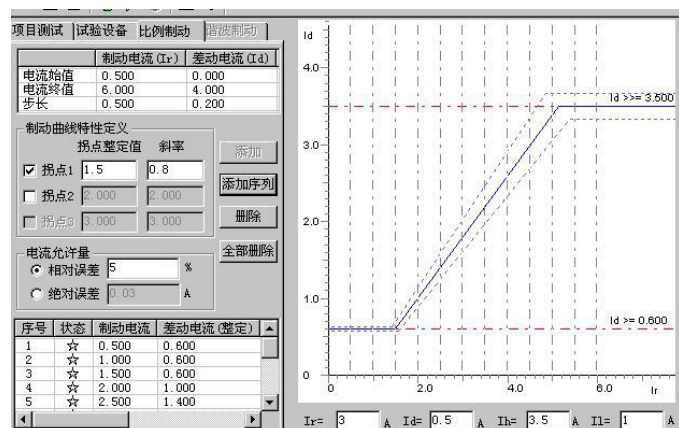 项目测试 试验设备 比例制动 谐波制动
制动电流(Ir) 差动电流(Id)
电流始值 0.500 0.000
电流终值 6.000 4.000
步长 0.500 0.200
制动曲线特性定义
拐点整定值 斜率
拐点1 1.5 0.8
拐点2 2.000 2.000
拐点3 3.000 3.000
添加
添加序列
删除
全部删除
电流允许量
相对误差 5 %
绝对误差 0.03 A
序号 状态 制动电流 差动电流(整定)
1 ☆ 0.500 0.600
2 ☆ 1.000 0.600
3 ☆ 1.500 0.600
4 ☆ 2.000 1.000
5 ☆ 2.500 1.400
Id
4.0
Id >>= 3.500
3.0
2.0
1.0
Id >= 0.600
0
0 2.0 4.0 6.0 Ir
Ir= 3 A Id= 0.5 A Ih= 3.5 A Il= 1 A